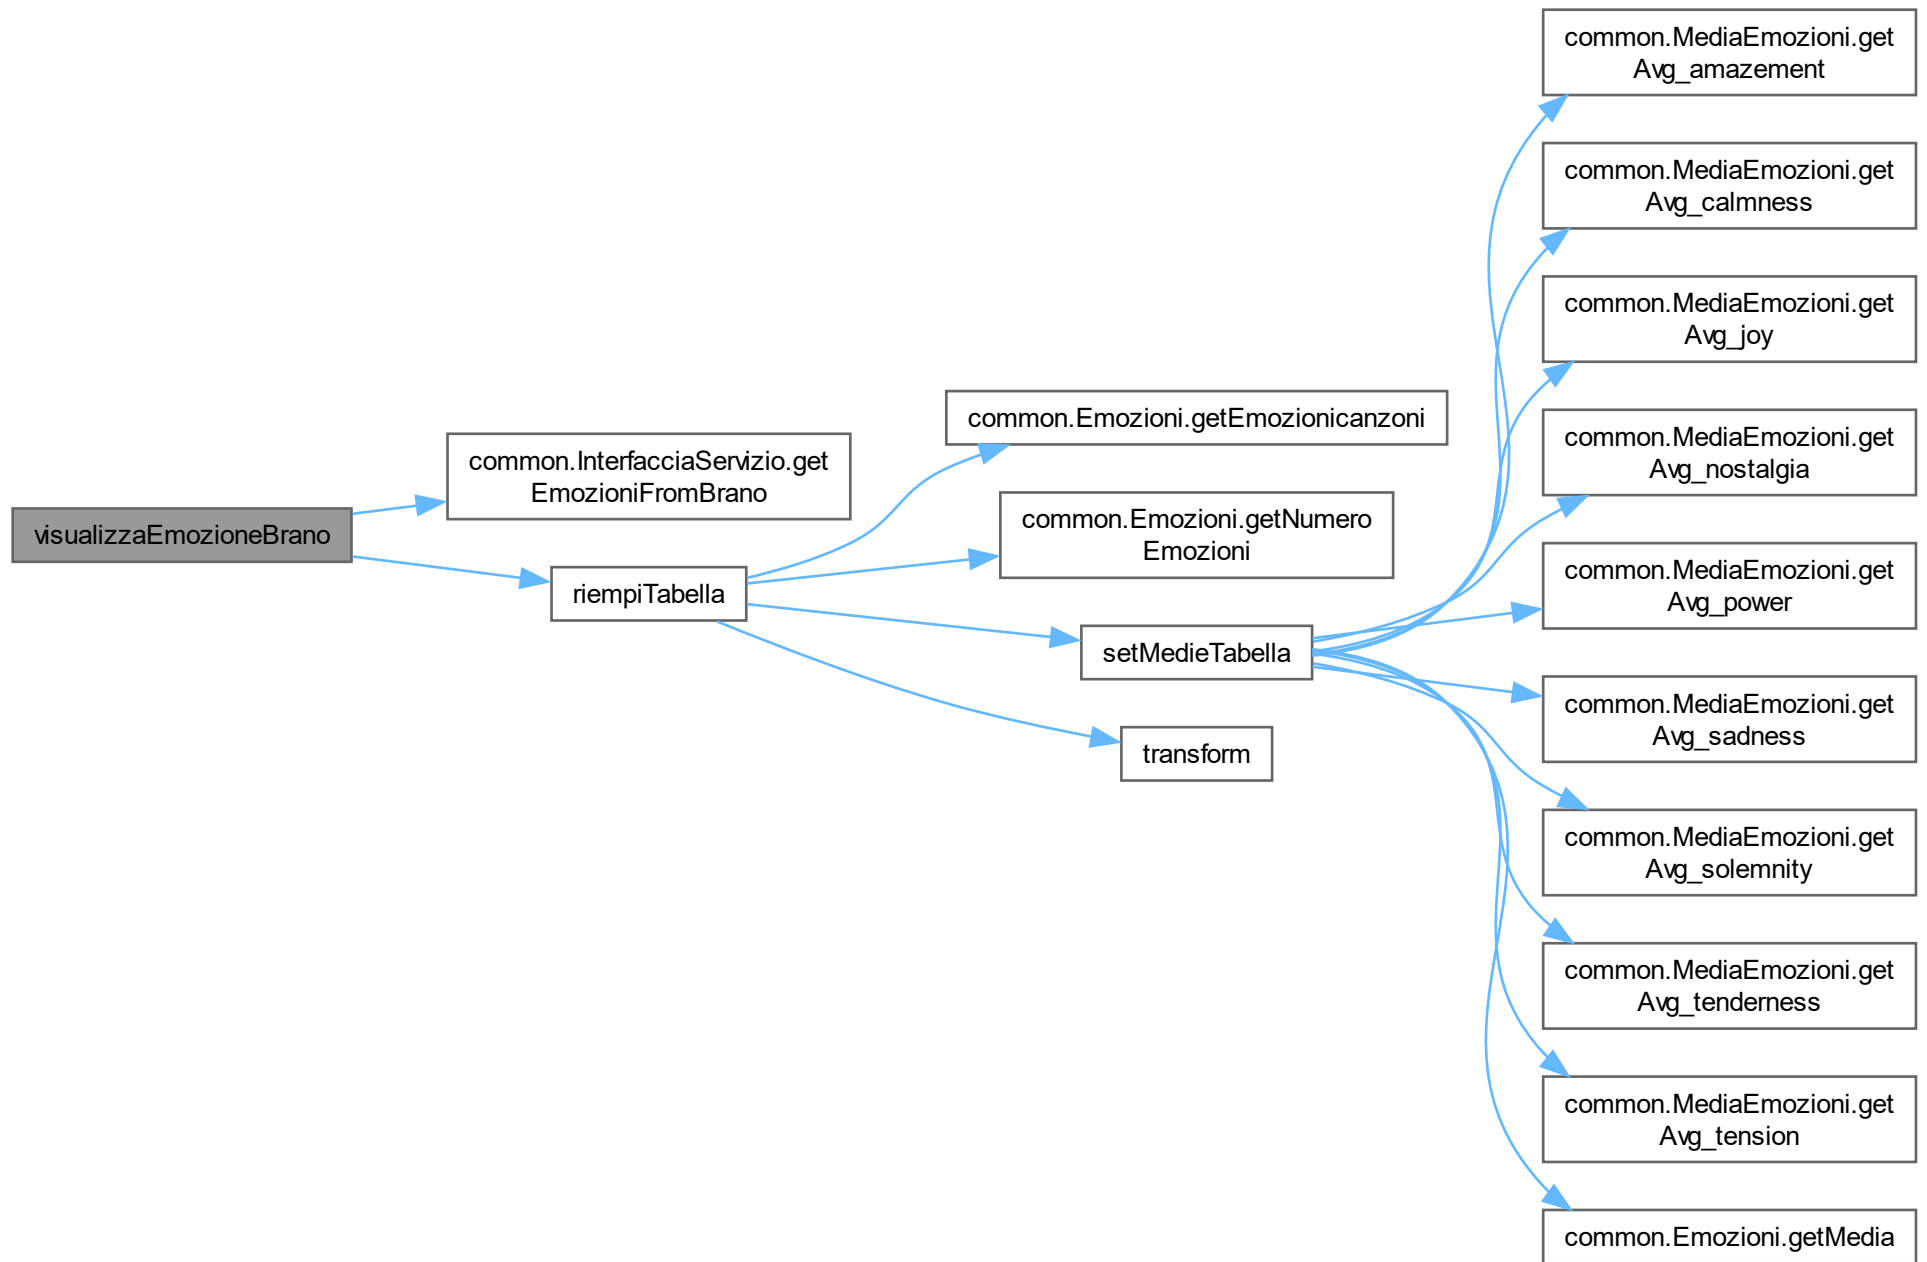 visualizzaEmozioneBrano
common.InterfacciaServizio.get
EmozioniFromBrano
riempiTabella
common.Emozioni.getEmozionicanzoni
common.Emozioni.getNumero
Emozioni
setMedieTabella
transform
common.MediaEmozioni.get
Avg_amazement
common.MediaEmozioni.get
Avg_calmness
common.MediaEmozioni.get
Avg_joy
common.MediaEmozioni.get
Avg_nostalgia
common.MediaEmozioni.get
Avg_power
common.MediaEmozioni.get
Avg_sadness
common.MediaEmozioni.get
Avg_solemnity
common.MediaEmozioni.get
Avg_tenderness
common.MediaEmozioni.get
Avg_tension
common.Emozioni.getMedia